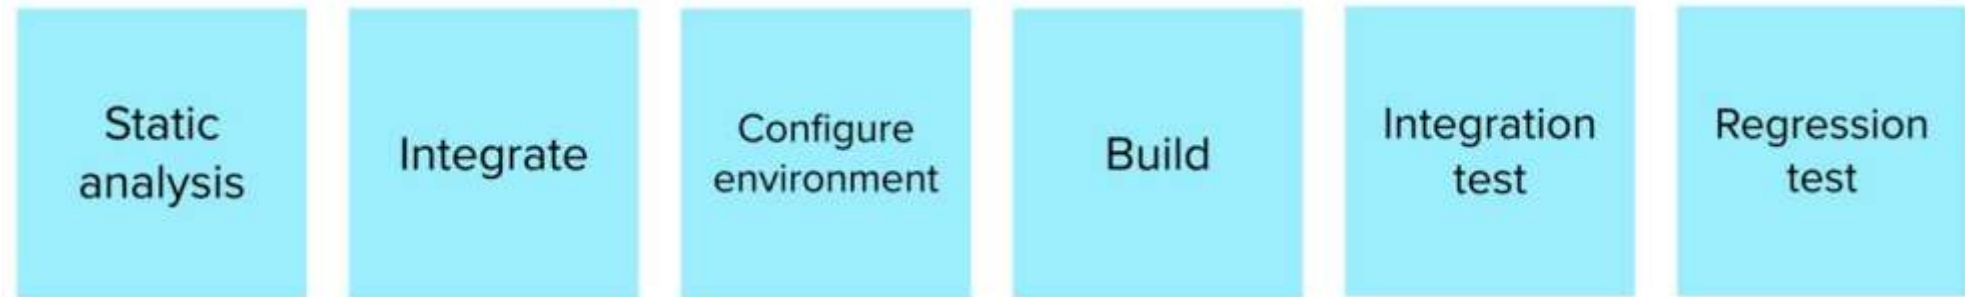 Static
analysis
Integrate
Configure
environment
Build
Integration
test
Regression
test